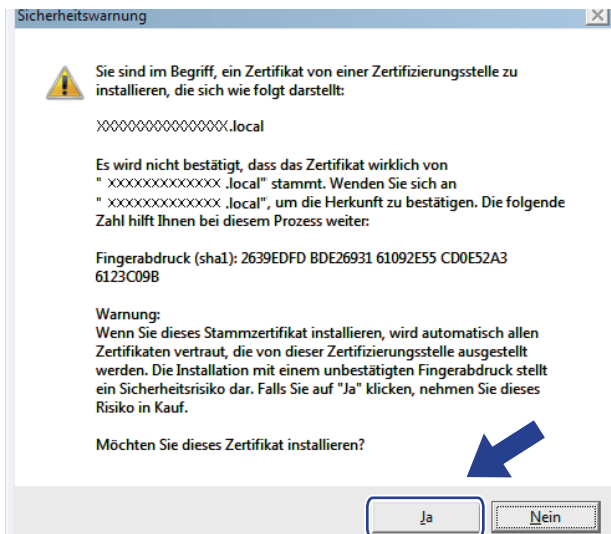 Sicherheitswarnung
Sie sind im Begriff, ein Zertifikat von einer Zertifizierungsstelle zu
installieren, die sich wie folgt darstellt:
XXXXXXXXXXXXXXX.local
Es wird nicht bestätigt, dass das Zertifikat wirklich von
" XXXXXXXXXXXXX .local" stammt. Wenden Sie sich an
" XXXXXXXXXXXXX .local", um die Herkunft zu bestätigen. Die folgende
Zahl hilft Ihnen bei diesem Prozess weiter:
Fingerabdruck (sha1): 2639EDFD BDE26931 61092E55 CD0E52A3
6123C09B
Warnung:
Wenn Sie dieses Stammzertifikat installieren, wird automatisch allen
Zertifikaten vertraut, die von dieser Zertifizierungsstelle ausgestellt
werden. Die Installation mit einem unbestätigten Fingerabdruck stellt
ein Sicherheitsrisiko dar. Falls Sie auf "Ja" klicken, nehmen Sie dieses
Risiko in Kauf.
Möchten Sie dieses Zertifikat installieren?
Ja
Nein